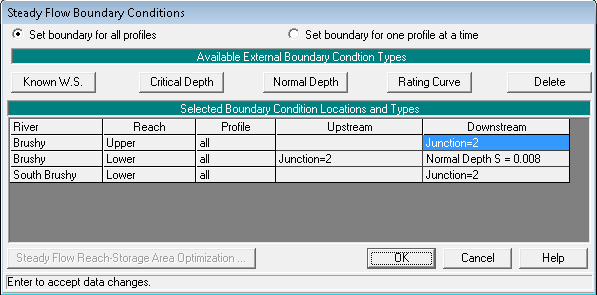 Steady Flow Boundary Conditions
Set boundary for all profiles Set boundary for one profile at a time
Available External Boundary Condtion Types
Known W.S. Critical Depth Normal Depth Rating Curve Delete
Selected Boundary Condition Locations and Types
River Reach Profile Upstream Downstream
Brushy Upper all Junction=2
Brushy Lower all Junction=2 Normal Depth S = 0.008
South Brushy Lower all Junction=2
Steady Flow Reach-Storage Area Optimization ... OK Cancel Help
Enter to accept data changes.